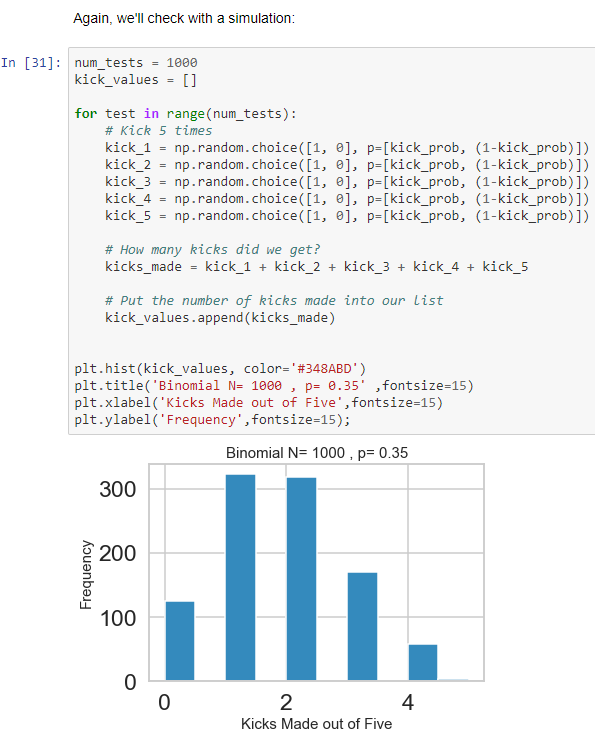 Again, we'll check with a simulation:
In [31]: num_tests = 1000
kick_values = []
for test in range(num_tests):
# Kick 5 times
kick_1 = np.random.choice([1, 0], p=[kick_prob, (1-kick_prob)])
kick_2 = np.random.choice([1, 0], p=[kick_prob, (1-kick_prob)])
kick_3 = np.random.choice([1, 0], p=[kick_prob, (1-kick_prob)])
kick_4 = np.random.choice([1, 0], p=[kick_prob, (1-kick_prob)])
kick_5 = np.random.choice([1, 0], p=[kick_prob, (1-kick_prob)])
# How many kicks did we get?
kicks_made = kick_1 + kick_2 + kick_3 + kick_4 + kick_5
# Put the number of kicks made into our list
kick_values.append(kicks_made)
plt.hist(kick_values, color='#348ABD')
plt.title('Binomial N= 1000 , p= 0.35' ,fontsize=15)
plt.xlabel('Kicks Made out of Five',fontsize=15)
plt.ylabel('Frequency',fontsize=15);
Binomial N= 1000 , p= 0.35
300
200
100
0
Frequency
0 2 4
Kicks Made out of Five